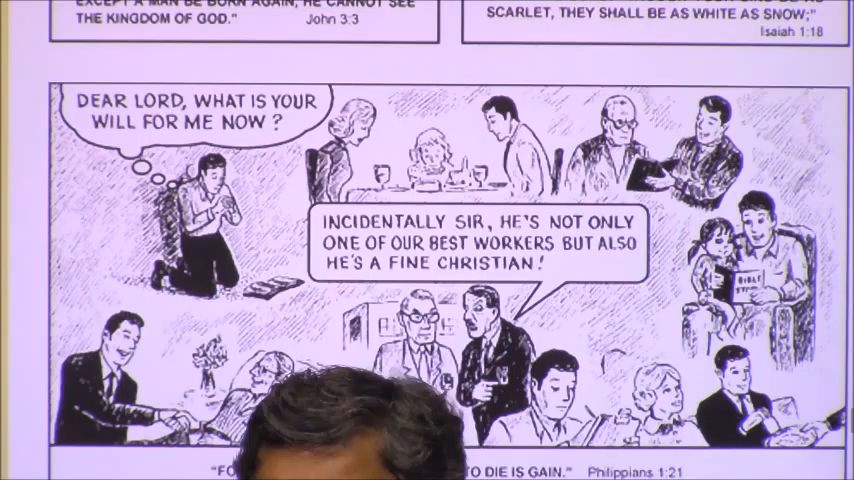 EXCEPT A MAN BE BORN AGAIN, HE CANNOT SEE
THE KINGDOM OF GOD." John 3:3
SCARLET, THEY SHALL BE AS WHITE AS SNOW;"
Isaiah 1:18
DEAR LORD, WHAT IS YOUR
WILL FOR ME NOW?
INCIDENTALLY SIR, HE'S NOT ONLY
ONE OF OUR BEST WORKERS BUT ALSO
HE'S A FINE CHRISTIAN!
BIBLE
TO DIE IS GAIN." Philippians 1:21